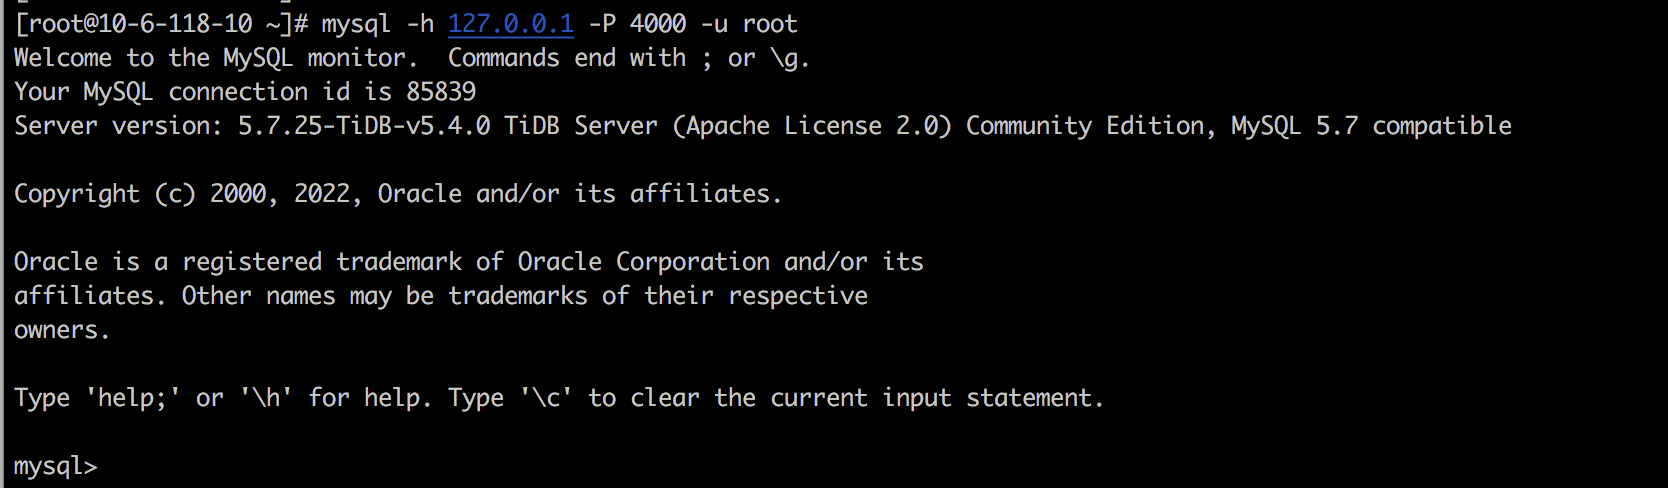 [root@10-6-118-10 ~]# mysql -h 127.0.0.1 -P 4000 -u root
Welcome to the MySQL monitor.  Commands end with ; or \g.
Your MySQL connection id is 85839
Server version: 5.7.25-TiDB-v5.4.0 TiDB Server (Apache License 2.0) Community Edition, MySQL 5.7 compatible
Copyright (c) 2000, 2022, Oracle and/or its affiliates.
Oracle is a registered trademark of Oracle Corporation and/or its
affiliates. Other names may be trademarks of their respective
owners.
Type 'help;' or '\h' for help. Type '\c' to clear the current input statement.
mysql>